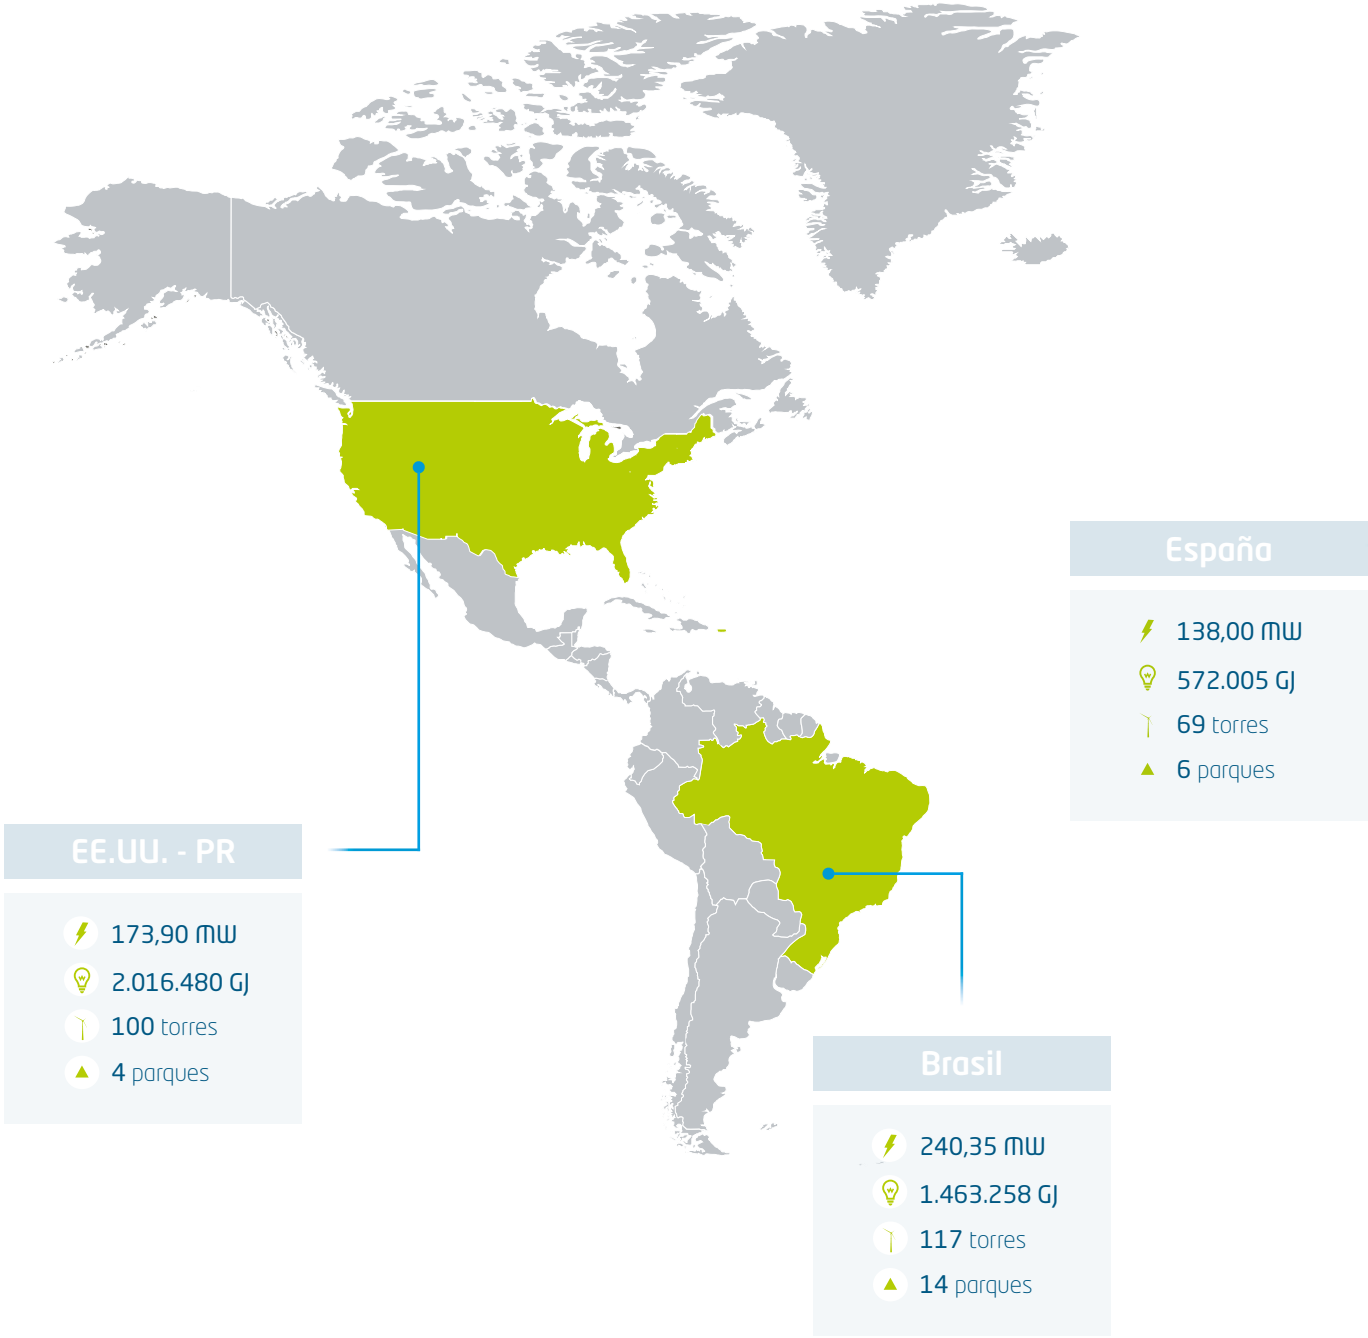 España
138,00 MW
572.005 GJ
69 torres
6 parques
EE.UU. - PR
173,90 MW
2.016.480 GJ
100 torres
4 parques
Brasil
240,35 MW
1.463.258 GJ
117 torres
14 parques